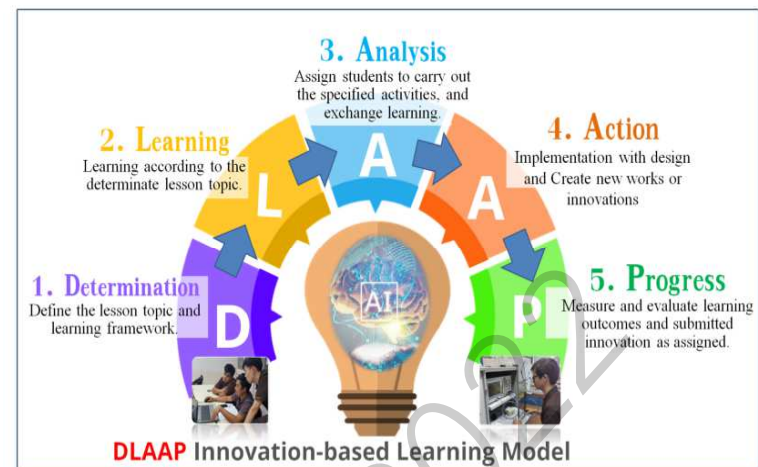 3. Analysis
Assign students to carry out
the specified activities, and
exchange learning.
2. Learning
Learning according to the
determinate lesson topic.
4. Action
Implementation with design
and Create new works or
innovations
1. Determination
Define the lesson topic and
learning framework.
5. Progress
Measure and evaluate learning
outcomes and submitted
innovation as assigned.
D
L
A
A
P
AI
DLAAP Innovation-based Learning Model
2022